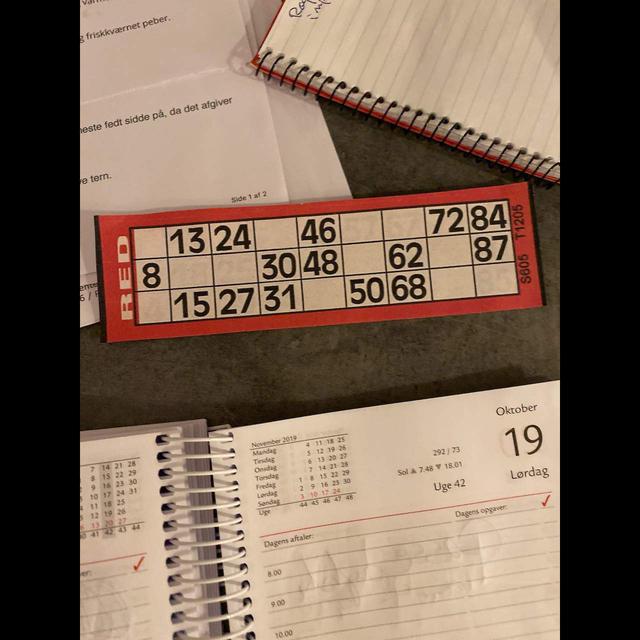 friskkværnet peber.
este fedt sidde på, da det afgiver
e tern.
Side 1 af 2
RED
13 24 46 72 84
8 30 48 62 87
15 27 31 50 68
S605 T1205
Oktober
19
Lørdag
292 / 73
Sol ▲ 7.48 ▼ 18.01
Uge 42
November 2019
Mandag 4 11 18 25
Tirsdag 5 12 19 26
Onsdag 6 13 20 27
Torsdag 7 14 21 28
Fredag 1 8 15 22 29
Lørdag 2 9 16 23 30
Søndag 3 10 17 24
Uge 44 45 46 47 48
7 14 21 28
8 15 22 29
9 16 23 30
10 17 24 31
11 18 25
12 19 26
13 20 27
40 41 42 43 44
Dagens opgaver:
Dagens aftaler:
8.00
9.00
10.00